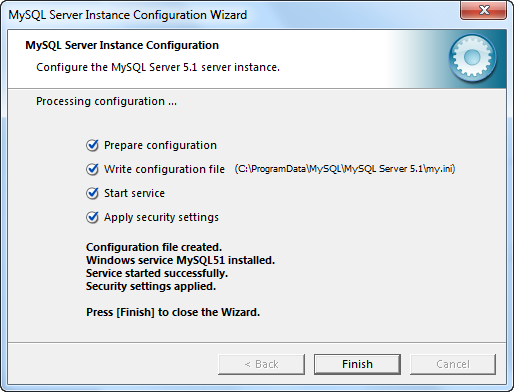 MySQL Server Instance Configuration Wizard
MySQL Server Instance Configuration
Configure the MySQL Server 5.1 server instance.
Processing configuration ...
Prepare configuration
Write configuration file (C:\ProgramData\MySQL\MySQL Server 5.1\my.ini)
Start service
Apply security settings
Configuration file created.
Windows service MySQL51 installed.
Service started successfully.
Security settings applied.
Press [Finish] to close the Wizard.
< Back Finish Cancel